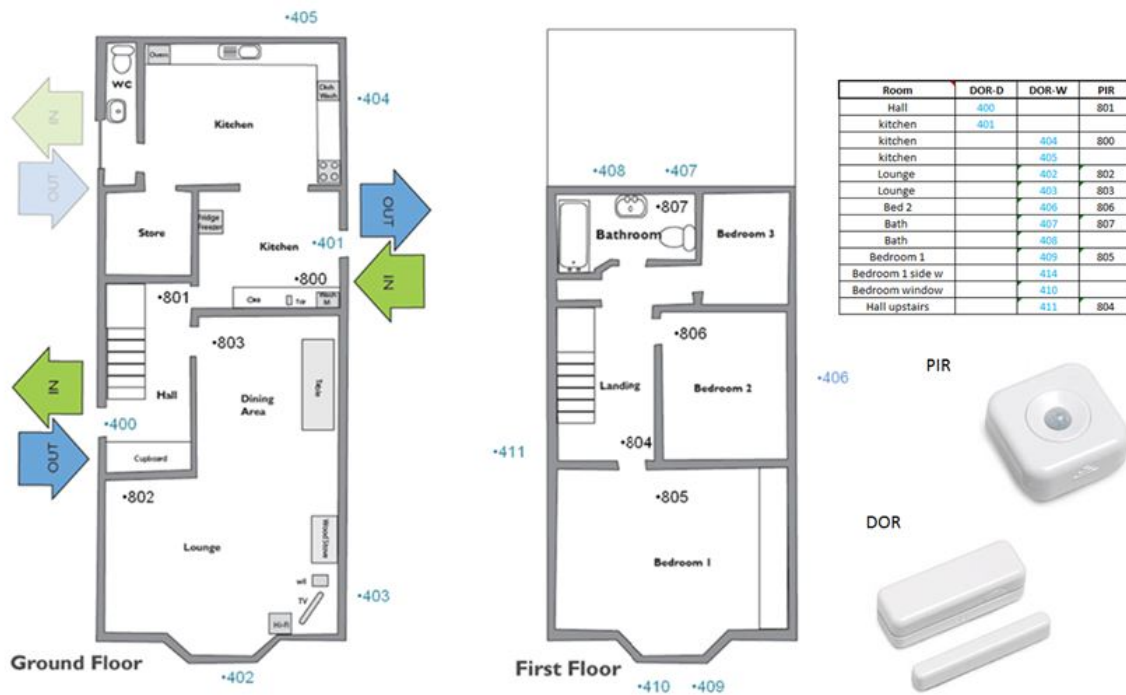 •405
Oven
WC
Dish
Wash
•404
Kitchen
IN
OUT
OUT
Fridge
Freezer
•401
Store
Kitchen
•800
IN
•801
Wash
M
•803
Table
IN
Hall
Dining
Area
•400
OUT
Cupboard
•802
Wood Stove
Lounge
wii
TV
•403
Hi-Fi
Ground Floor
•402
•408 •407
•807
Bathroom
Bedroom 3
•806
Landing
Bedroom 2
•406
•804
•411
•805
Bedroom 1
First Floor
•410 •409
Room DOR-D DOR-W PIR
Hall 400 801
kitchen 401
kitchen 404 800
kitchen 405
Lounge 402 802
Lounge 403 803
Bed 2 406 806
Bath 407 807
Bath 408
Bedroom 1 409 805
Bedroom 1 side w 414
Bedroom window 410
Hall upstairs 411 804
PIR
DOR